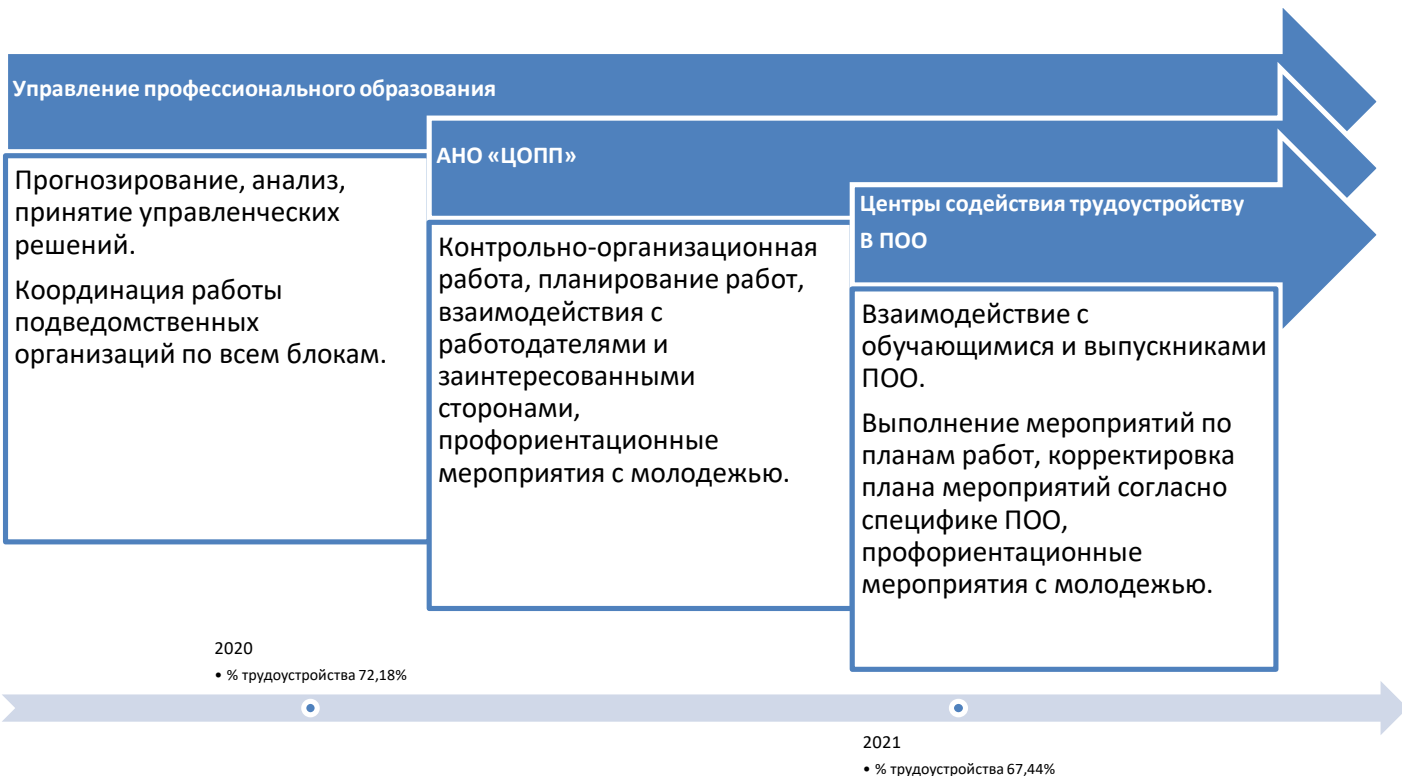 Управление профессионального образования
Прогнозирование, анализ,
принятие управленческих
решений.
Координация работы
подведомственных
организаций по всем блокам.
АНО «ЦОПП»
Контрольно-организационная
работа, планирование работ,
взаимодействия с
работодателями и
заинтересованными
сторонами,
профориентационные
мероприятия с молодежью.
Центры содействия трудоустройству
В ПОО
Взаимодействие с
обучающимися и выпускниками
ПОО.
Выполнение мероприятий по
планам работ, корректировка
плана мероприятий согласно
специфике ПОО,
профориентационные
мероприятия с молодежью.
2020
• % трудоустройства 72,18%
2021
• % трудоустройства 67,44%